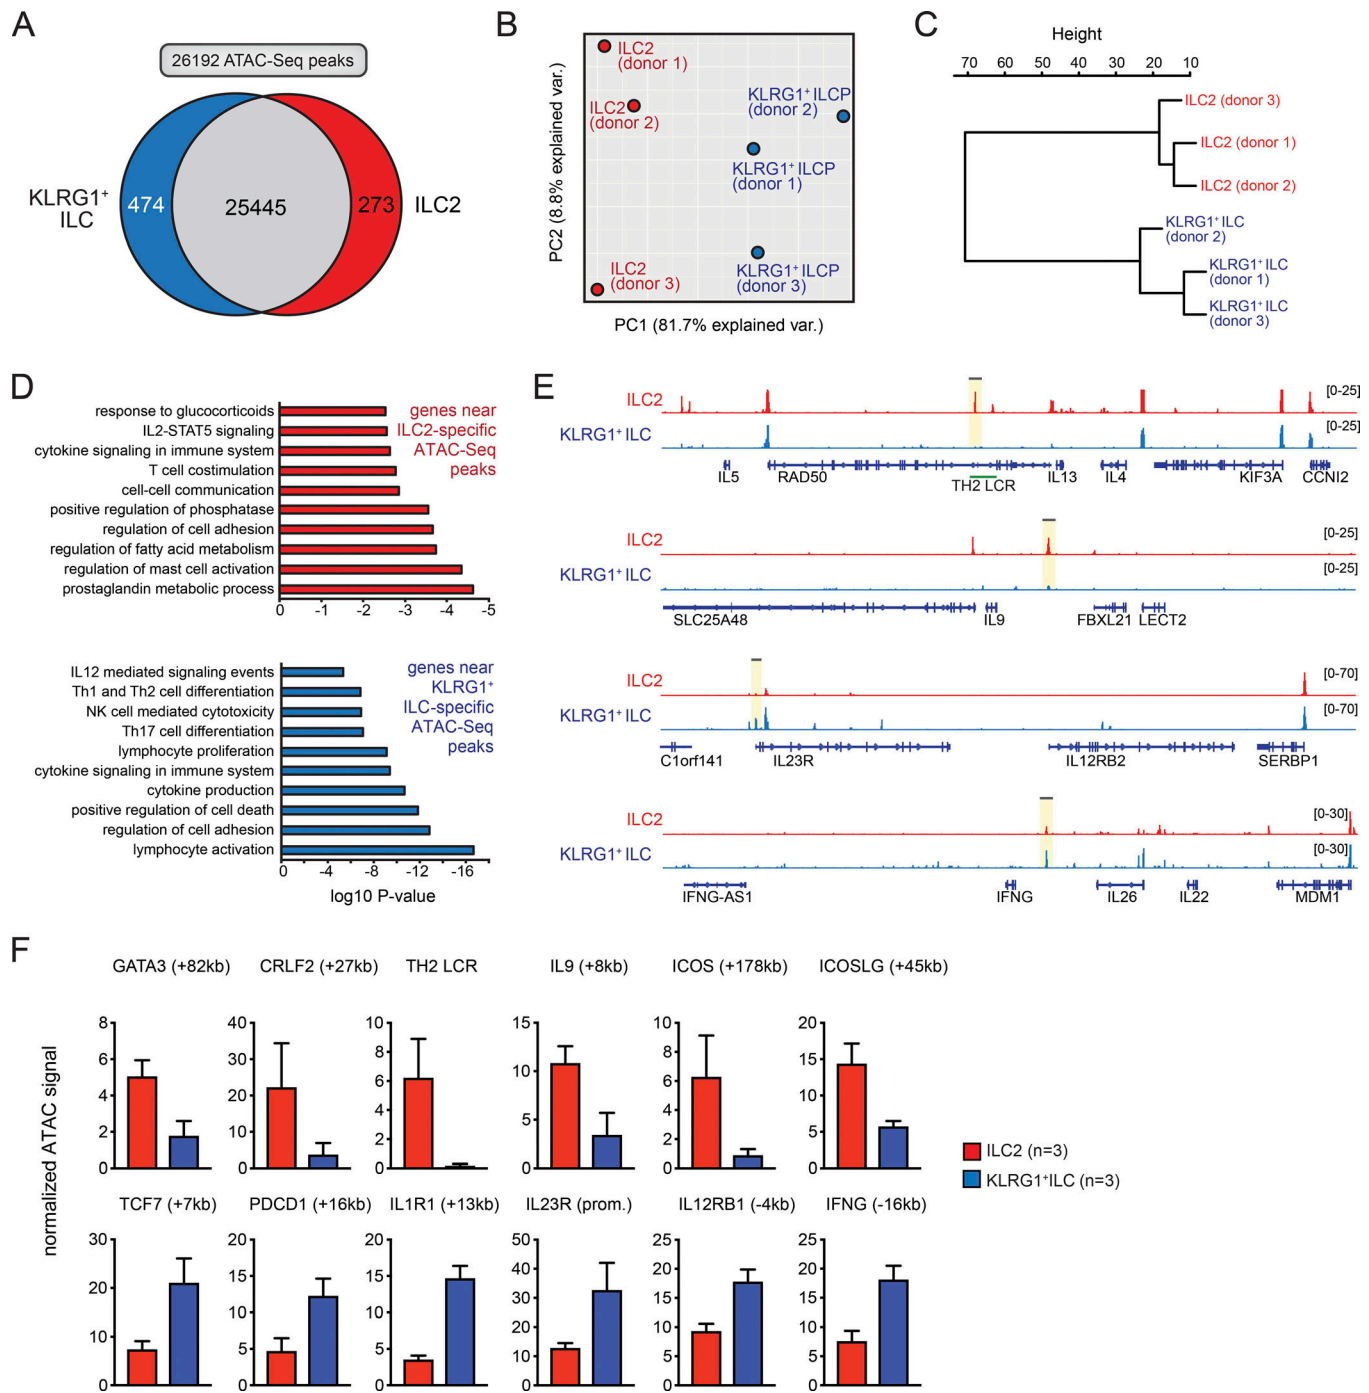 A
26192 ATAC-Seq peaks
KLRG1⁺
ILC
474
25445
273
ILC2
B
PC2 (8.8% explained var.)
ILC2
(donor 1)
ILC2
(donor 2)
KLRG1⁺ ILCP
(donor 2)
KLRG1⁺ ILCP
(donor 1)
KLRG1⁺ ILCP
(donor 3)
ILC2
(donor 3)
PC1 (81.7% explained var.)
C
Height
70 60 50 40 30 20 10
ILC2 (donor 3)
ILC2 (donor 1)
ILC2 (donor 2)
KLRG1⁺ ILC
(donor 2)
KLRG1⁺ ILC
(donor 1)
KLRG1⁺ ILC
(donor 3)
D
response to glucocorticoids
IL2-STAT5 signaling
cytokine signaling in immune system
T cell costimulation
cell-cell communication
positive regulation of phosphatase
regulation of cell adhesion
regulation of fatty acid metabolism
regulation of mast cell activation
prostaglandin metabolic process
genes near
ILC2-specific
ATAC-Seq
peaks
0 -1 -2 -3 -4 -5
IL12 mediated signaling events
Th1 and Th2 cell differentiation
NK cell mediated cytotoxicity
Th17 cell differentiation
lymphocyte proliferation
cytokine signaling in immune system
cytokine production
positive regulation of cell death
regulation of cell adhesion
lymphocyte activation
genes near
KLRG1⁺
ILC-specific
ATAC-Seq
peaks
0 -4 -8 -12 -16
log10 P-value
E
ILC2 [0-25]
KLRG1⁺ ILC [0-25]
IL5 RAD50 TH2 LCR IL13 IL4 KIF3A CCNI2
ILC2 [0-25]
KLRG1⁺ ILC [0-25]
SLC25A48 IL9 FBXL21 LECT2
ILC2 [0-70]
KLRG1⁺ ILC [0-70]
C1orf141 IL23R IL12RB2 SERBP1
ILC2 [0-30]
KLRG1⁺ ILC [0-30]
IFNG-AS1 IFNG IL26 IL22 MDM1
F
normalized ATAC signal
GATA3 (+82kb)
8
6
4
2
0
CRLF2 (+27kb)
40
30
20
10
0
TH2 LCR
10
8
6
4
2
0
IL9 (+8kb)
15
10
5
0
ICOS (+178kb)
10
8
6
4
2
0
ICOSLG (+45kb)
20
15
10
5
0
TCF7 (+7kb)
30
20
10
0
PDCD1 (+16kb)
20
15
10
5
0
IL1R1 (+13kb)
20
15
10
5
0
IL23R (prom.)
50
40
30
20
10
0
IL12RB1 (-4kb)
25
20
15
10
5
0
IFNG (-16kb)
25
20
15
10
5
0
ILC2 (n=3)
KLRG1⁺ILC (n=3)